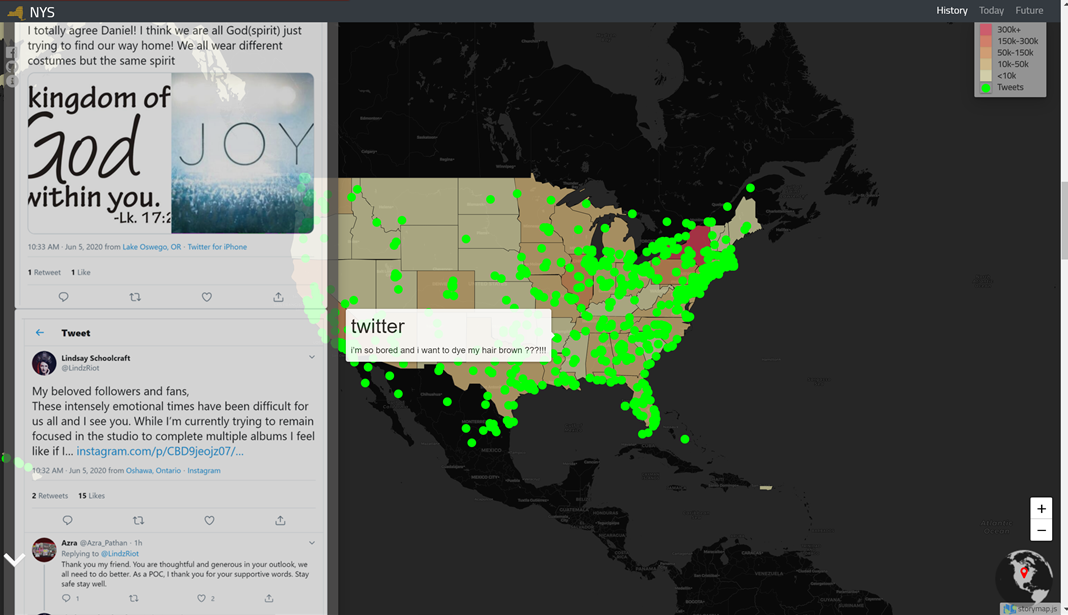 NYS
History Today Future
I totally agree Daniel! I think we are all God(spirit) just
trying to find our way home! We all wear different
costumes but the same spirit
kingdom of
God
within you.
-Lk. 17:2
JOY
10:33 AM · Jun 5, 2020 from Lake Oswego, OR · Twitter for iPhone
1 Retweet 1 Like
Tweet
Lindsay Schoolcraft
@LindzRiot
My beloved followers and fans,
These intensely emotional times have been difficult for
us all and I see you. While I'm currently trying to remain
focused in the studio to complete multiple albums I feel
like if I... instagram.com/p/CBD9jeojz07/...
10:32 AM · Jun 5, 2020 from Oshawa, Ontario · Instagram
2 Retweets 15 Likes
Azra @Azra_Pathan · 1h
Replying to @LindzRiot
Thank you my friend. You are thoughtful and generous in your outlook, we
all need to do better. As a POC, I thank you for your supportive words. Stay
safe stay well.
1 2
300k+
150k-300k
50k-150k
10k-50k
<10k
Tweets
twitter
i'm so bored and i want to dye my hair brown ???!!!
MEXICO
GUATEMALA
NICARAGUA
VENEZUELA
+
−
storymap.js